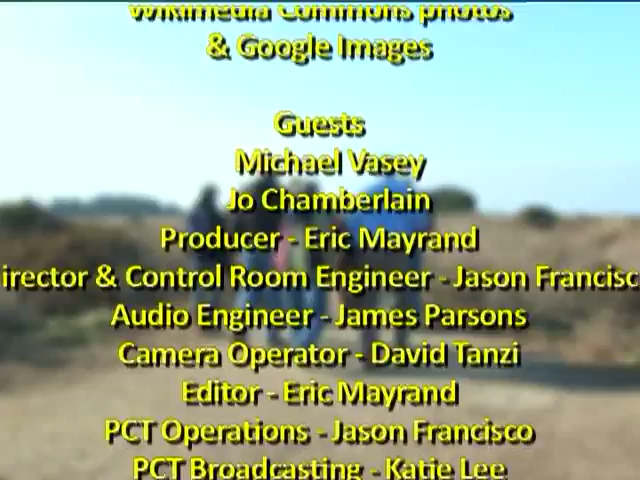 Wikimedia Commons photos
& Google Images
Guests
Michael Vasey
Jo Chamberlain
Producer - Eric Mayrand
irector & Control Room Engineer - Jason Francisc
Audio Engineer - James Parsons
Camera Operator - David Tanzi
Editor - Eric Mayrand
PCT Operations - Jason Francisco
PCT Broadcasting - Katie Lee